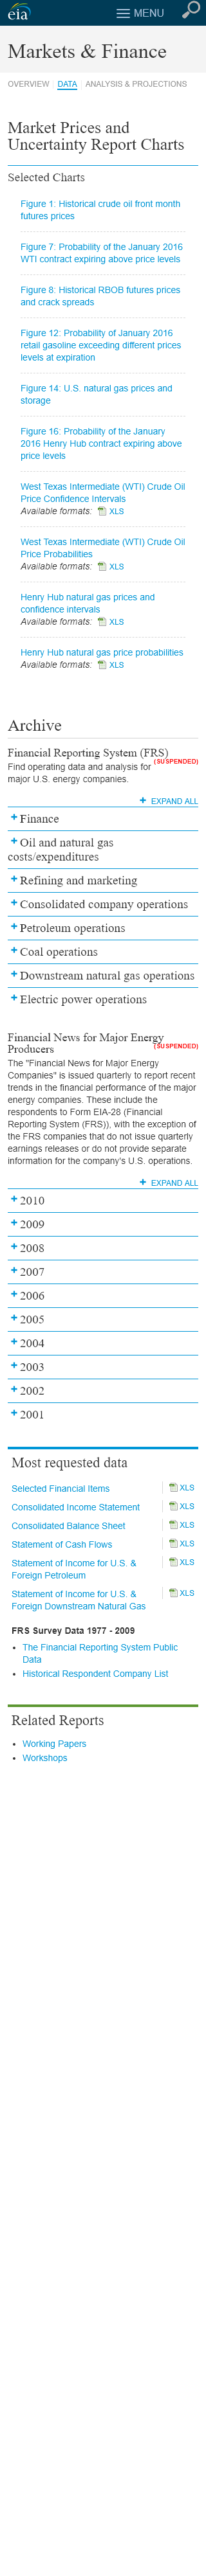 eia
MENU
Markets & Finance
OVERVIEW
DATA
ANALYSIS & PROJECTIONS
Market Prices and
Uncertainty Report Charts
Selected Charts
Figure 1: Historical crude oil front month
futures prices
Figure 7: Probability of the January 2016
WTI contract expiring above price levels
Figure 8: Historical RBOB futures prices
and crack spreads
Figure 12: Probability of January 2016
retail gasoline exceeding different prices
levels at expiration
Figure 14: U.S. natural gas prices and
storage
Figure 16: Probability of the January
2016 Henry Hub contract expiring above
price levels
West Texas Intermediate (WTI) Crude Oil
Price Confidence Intervals
Available formats: XLS
West Texas Intermediate (WTI) Crude Oil
Price Probabilities
Available formats: XLS
Henry Hub natural gas prices and
confidence intervals
Available formats: XLS
Henry Hub natural gas price probabilities
Available formats: XLS
Archive
Financial Reporting System (FRS)
(SUSPENDED)
Find operating data and analysis for
major U.S. energy companies.
+ EXPAND ALL
+ Finance
+ Oil and natural gas
costs/expenditures
+ Refining and marketing
+ Consolidated company operations
+ Petroleum operations
+ Coal operations
+ Downstream natural gas operations
+ Electric power operations
Financial News for Major Energy
Producers
(SUSPENDED)
The "Financial News for Major Energy
Companies" is issued quarterly to report recent
trends in the financial performance of the major
energy companies. These include the
respondents to Form EIA-28 (Financial
Reporting System (FRS)), with the exception of
the FRS companies that do not issue quarterly
earnings releases or do not provide separate
information for the company's U.S. operations.
+ EXPAND ALL
+ 2010
+ 2009
+ 2008
+ 2007
+ 2006
+ 2005
+ 2004
+ 2003
+ 2002
+ 2001
Most requested data
Selected Financial Items XLS
Consolidated Income Statement XLS
Consolidated Balance Sheet XLS
Statement of Cash Flows XLS
Statement of Income for U.S. & XLS
Foreign Petroleum
Statement of Income for U.S. & XLS
Foreign Downstream Natural Gas
FRS Survey Data 1977 - 2009
• The Financial Reporting System Public
Data
• Historical Respondent Company List
Related Reports
• Working Papers
• Workshops